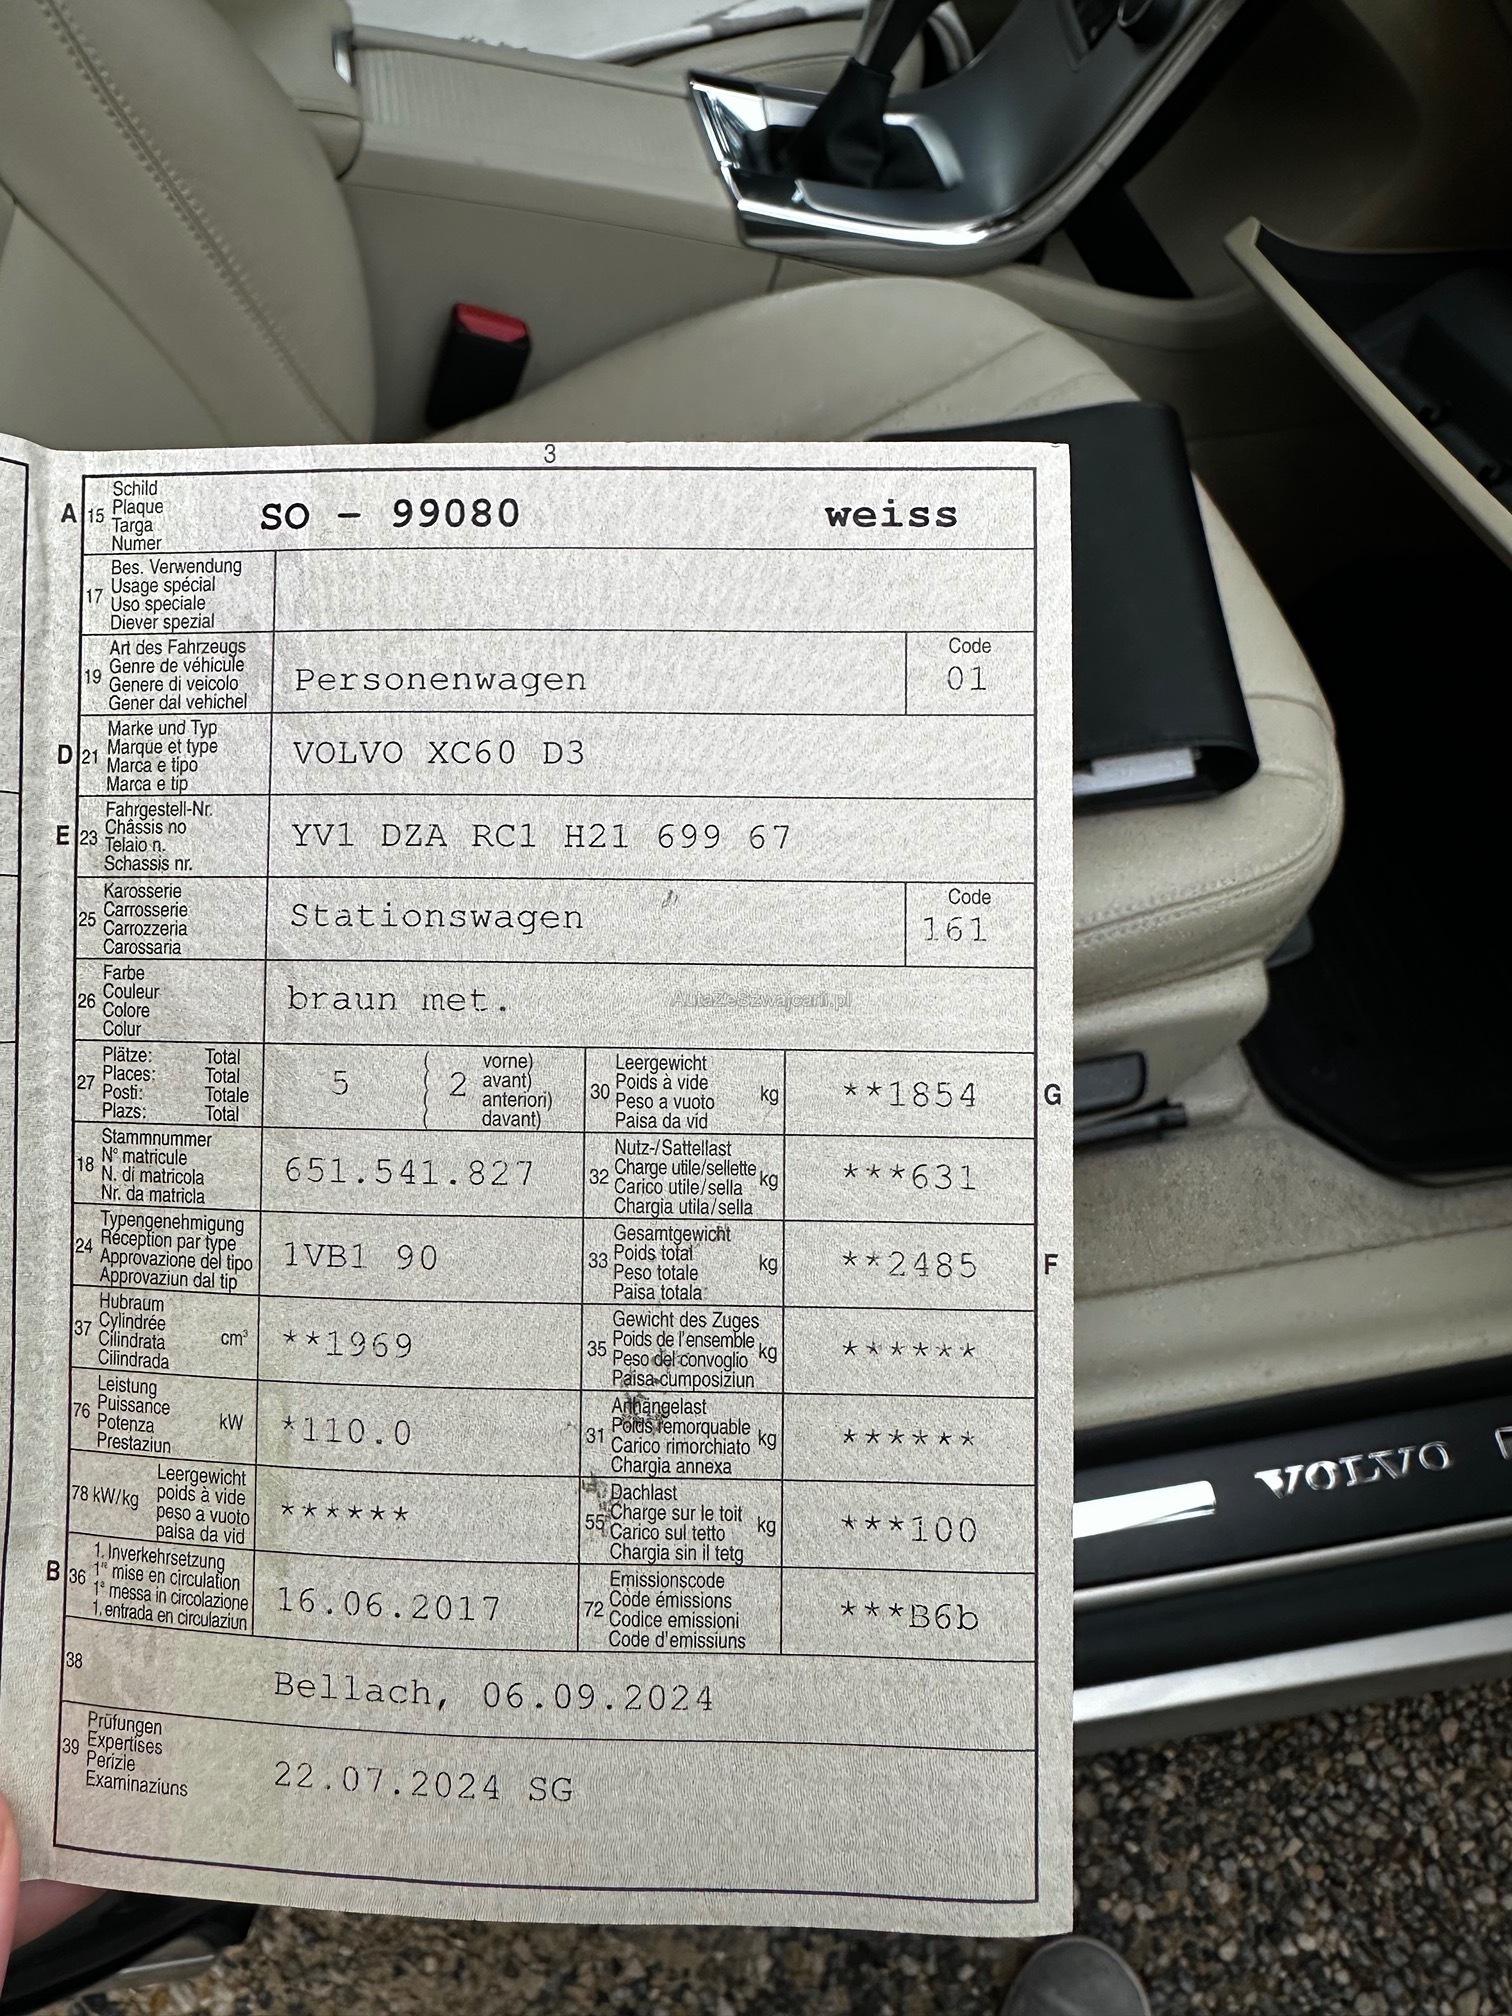 3
A 15 Schild
Plaque
Targa
Numer
SO - 99080 weiss
17 Bes. Verwendung
Usage spécial
Uso speciale
Diever spezial
19 Art des Fahrzeugs
Genre de véhicule
Genere di veicolo
Gener dal vehichel
Personenwagen
Code
01
D 21 Marke und Typ
Marque et type
Marca e tipo
Marca e tip
VOLVO XC60 D3
E 23 Fahrgestell-Nr.
Châssis no
Telaio n.
Schassis nr.
YV1 DZA RC1 H21 699 67
25 Karosserie
Carrosserie
Carrozzeria
Carossaria
Stationswagen
Code
161
26 Farbe
Couleur
Colore
Colur
braun met.
AutaZeSzwajcarii.pl
27 Plätze: Total
Places: Total
Posti: Totale
Plazs: Total
5 ( 2 vorne)
avant)
anteriori)
davant)
30 Leergewicht
Poids à vide
Peso a vuoto
Paisa da vid
kg
**1854
G
18 Stammnummer
N° matricule
N. di matricola
Nr. da matricla
651.541.827
32 Nutz-/Sattellast
Charge utile/sellette
Carico utile/sella
Chargia utila/sella
kg
***631
24 Typengenehmigung
Réception par type
Approvazione del tipo
Approvaziun dal tip
1VB1 90
33 Gesamtgewicht
Poids total
Peso totale
Paisa totala
kg
**2485
F
37 Hubraum
Cylindrée
Cilindrata
Cilindrada
cm³
**1969
35 Gewicht des Zuges
Poids de l'ensemble
Peso del convoglio
Paisa cumposiziun
kg
******
76 Leistung
Puissance
Potenza
Prestaziun
kW
*110.0
31 Anhängelast
Poids remorquable
Carico rimorchiato
Chargia annexa
kg
******
78 kW/kg Leergewicht
poids à vide
peso a vuoto
paisa da vid
******
55 Dachlast
Charge sur le toit
Carico sul tetto
Chargia sin il tetg
kg
***100
B 36 1. Inverkehrsetzung
1re mise en circulation
1a messa in circolazione
1. entrada en circulaziun
16.06.2017
72 Emissionscode
Code émissions
Codice emissioni
Code d'emissiuns
***B6b
38
Bellach, 06.09.2024
39 Prüfungen
Expertises
Perizie
Examinaziuns
22.07.2024 SG
VOLVO